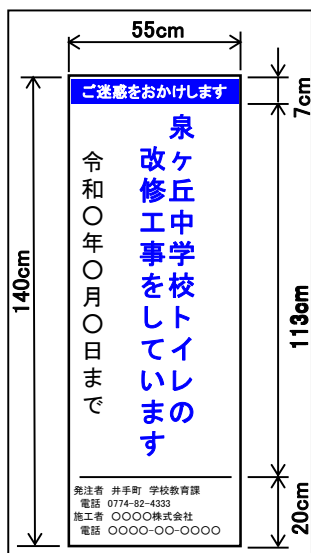 55cm
ご迷惑をおかけします
7cm
泉ヶ丘中学校トイレの
改修工事をしています
令和〇年〇月〇日まで
140cm
113cm
発注者 井手町 学校教育課
電話 0774-82-4333
施工者 〇〇〇〇株式会社
電話 〇〇〇〇-〇〇-〇〇〇〇
20cm